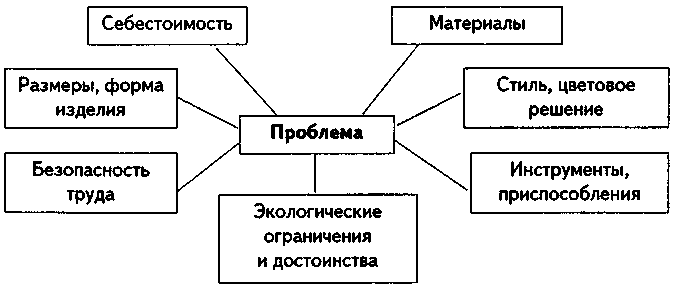 Себестоимость
Материалы
Размеры, форма
изделия
Стиль, цветовое
решение
Проблема
Безопасность
труда
Инструменты,
приспособления
Экологические
ограничения
и достоинства